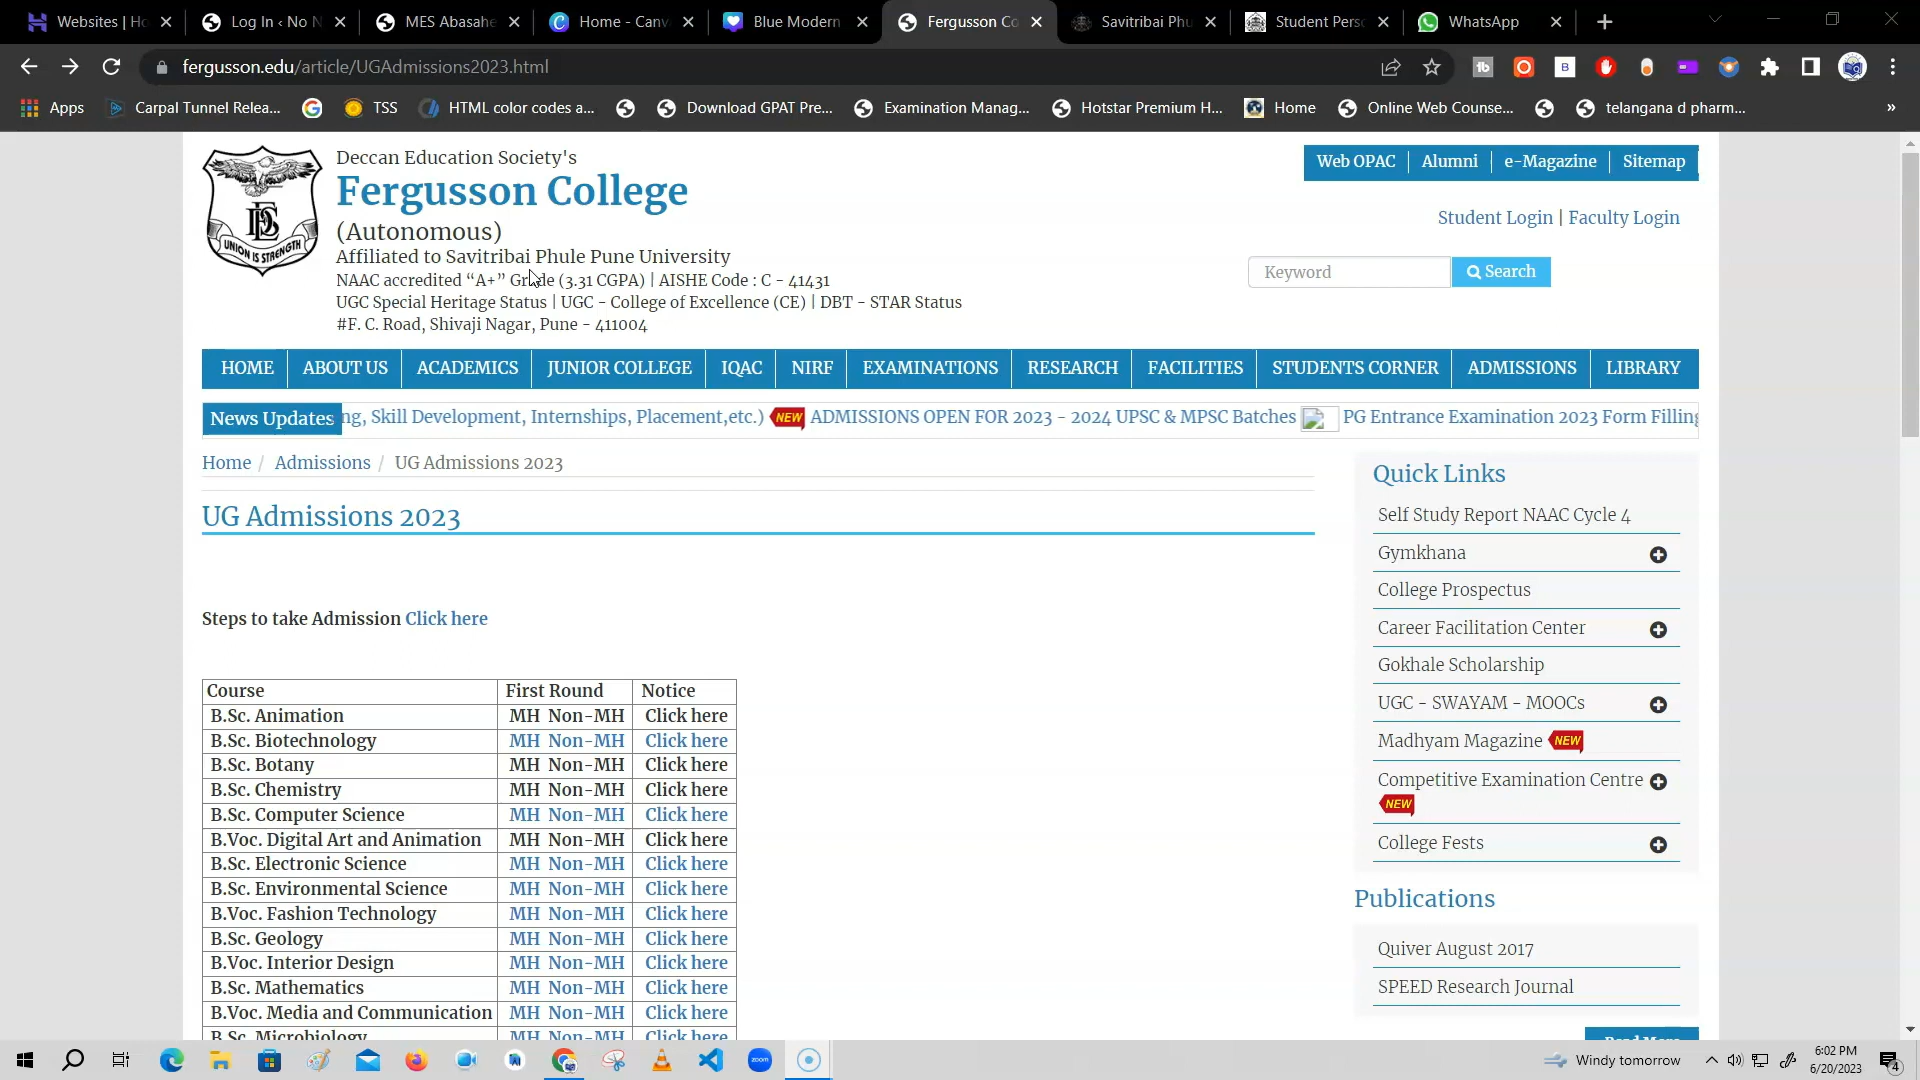 Websites | Ho
Log In ‹ No N
MES Abasahe
Home - Canv
Blue Modern
Fergusson Co
Savitribai Phu
Student Perso
WhatsApp
fergusson.edu/article/UGAdmissions2023.html
Apps
Carpal Tunnel Relea...
TSS
HTML color codes a...
Download GPAT Pre...
Examination Manag...
Hotstar Premium H...
Home
Online Web Counse...
telangana d pharm...
»
UNION IS STRENGTH
Deccan Education Society's
Fergusson College
(Autonomous)
Affiliated to Savitribai Phule Pune University
NAAC accredited “A+” Grade (3.31 CGPA) | AISHE Code : C - 41431
UGC Special Heritage Status | UGC - College of Excellence (CE) | DBT - STAR Status
#F. C. Road, Shivaji Nagar, Pune - 411004
Web OPAC | Alumni | e-Magazine | Sitemap
Student Login | Faculty Login
Keyword
Search
HOME
ABOUT US
ACADEMICS
JUNIOR COLLEGE
IQAC
NIRF
EXAMINATIONS
RESEARCH
FACILITIES
STUDENTS CORNER
ADMISSIONS
LIBRARY
News Updates
ng, Skill Development, Internships, Placement,etc.) NEW ADMISSIONS OPEN FOR 2023 - 2024 UPSC & MPSC Batches PG Entrance Examination 2023 Form Filling
Home / Admissions / UG Admissions 2023
UG Admissions 2023
Steps to take Admission Click here
Course First Round Notice
B.Sc. Animation MH Non-MH Click here
B.Sc. Biotechnology MH Non-MH Click here
B.Sc. Botany MH Non-MH Click here
B.Sc. Chemistry MH Non-MH Click here
B.Sc. Computer Science MH Non-MH Click here
B.Voc. Digital Art and Animation MH Non-MH Click here
B.Sc. Electronic Science MH Non-MH Click here
B.Sc. Environmental Science MH Non-MH Click here
B.Voc. Fashion Technology MH Non-MH Click here
B.Sc. Geology MH Non-MH Click here
B.Voc. Interior Design MH Non-MH Click here
B.Sc. Mathematics MH Non-MH Click here
B.Voc. Media and Communication MH Non-MH Click here
B.Sc. Microbiology MH Non-MH Click here
Quick Links
Self Study Report NAAC Cycle 4
Gymkhana
College Prospectus
Career Facilitation Center
Gokhale Scholarship
UGC - SWAYAM - MOOCs
Madhyam Magazine NEW
Competitive Examination Centre
NEW
College Fests
Publications
Quiver August 2017
SPEED Research Journal
Read More
zoom
Windy tomorrow
6:02 PM
6/20/2023
4